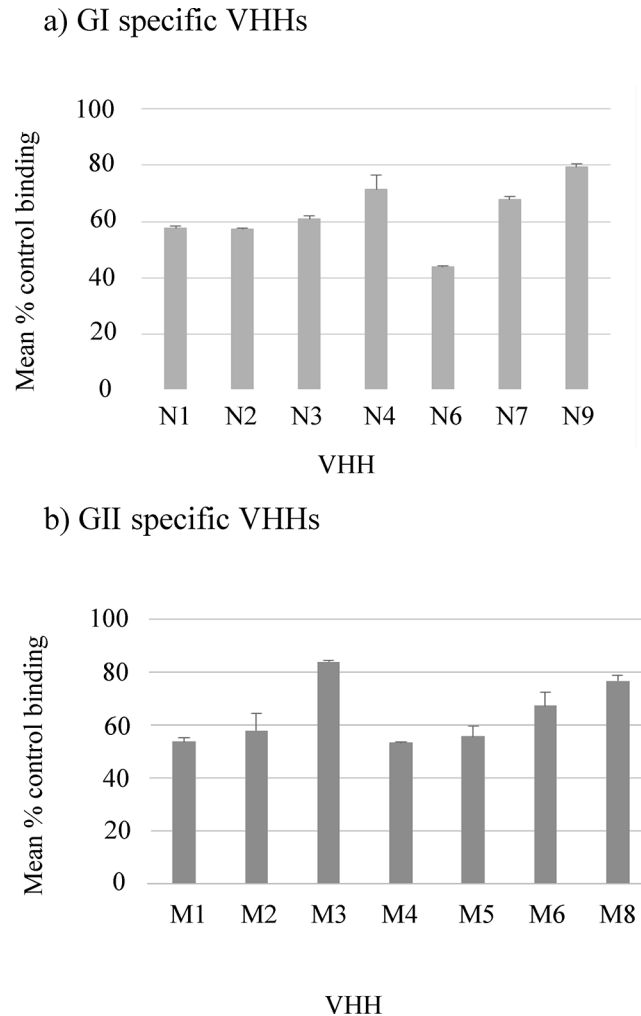 a) GI specific VHHs
Mean % control binding
100
80
60
40
20
0
N1 N2 N3 N4 N6 N7 N9
VHH
b) GII specific VHHs
Mean % control binding
100
80
60
40
20
0
M1 M2 M3 M4 M5 M6 M8
VHH